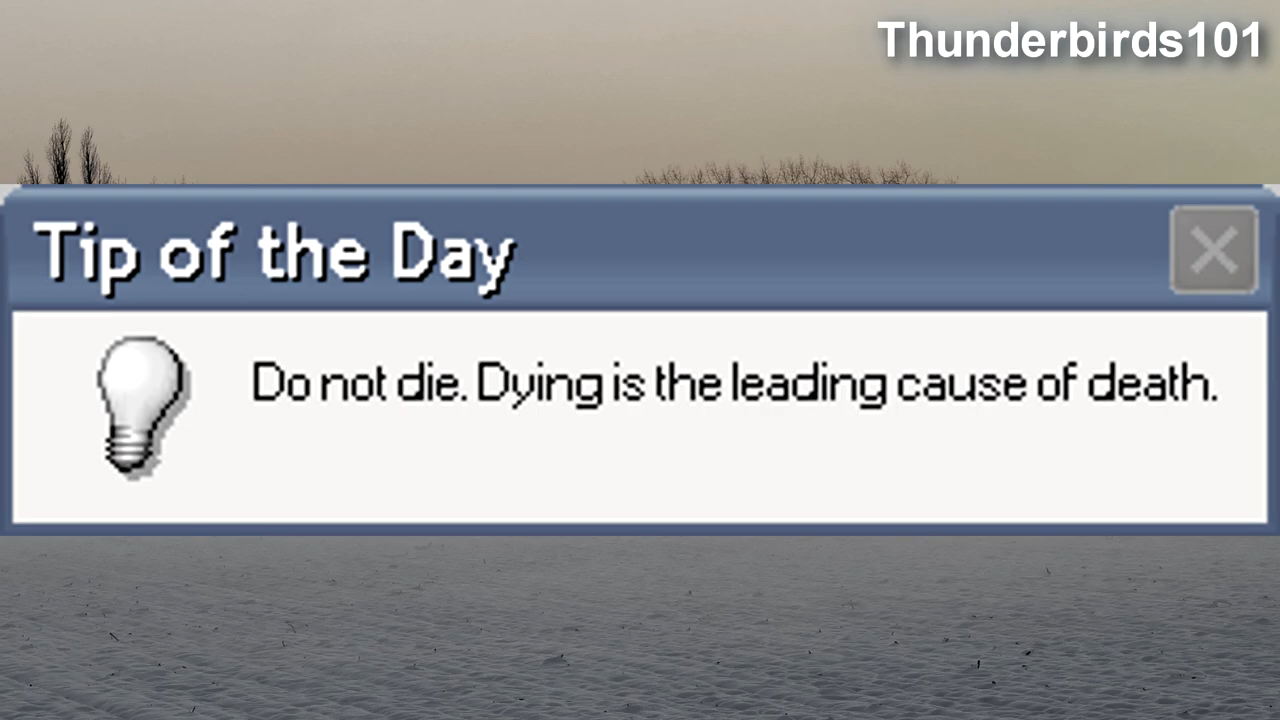 Thunderbirds101
Tip of the Day
Do not die. Dying is the leading cause of death.